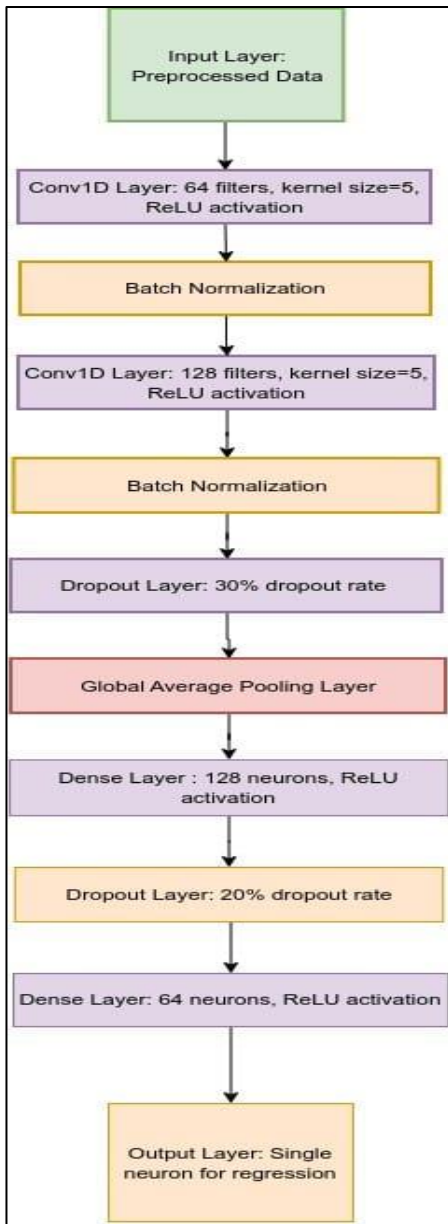 Input Layer:
Preprocessed Data
Conv1D Layer: 64 filters, kernel size=5,
ReLU activation
Batch Normalization
Conv1D Layer: 128 filters, kernel size=5,
ReLU activation
Batch Normalization
Dropout Layer: 30% dropout rate
Global Average Pooling Layer
Dense Layer : 128 neurons, ReLU
activation
Dropout Layer: 20% dropout rate
Dense Layer: 64 neurons, ReLU activation
Output Layer: Single
neuron for regression